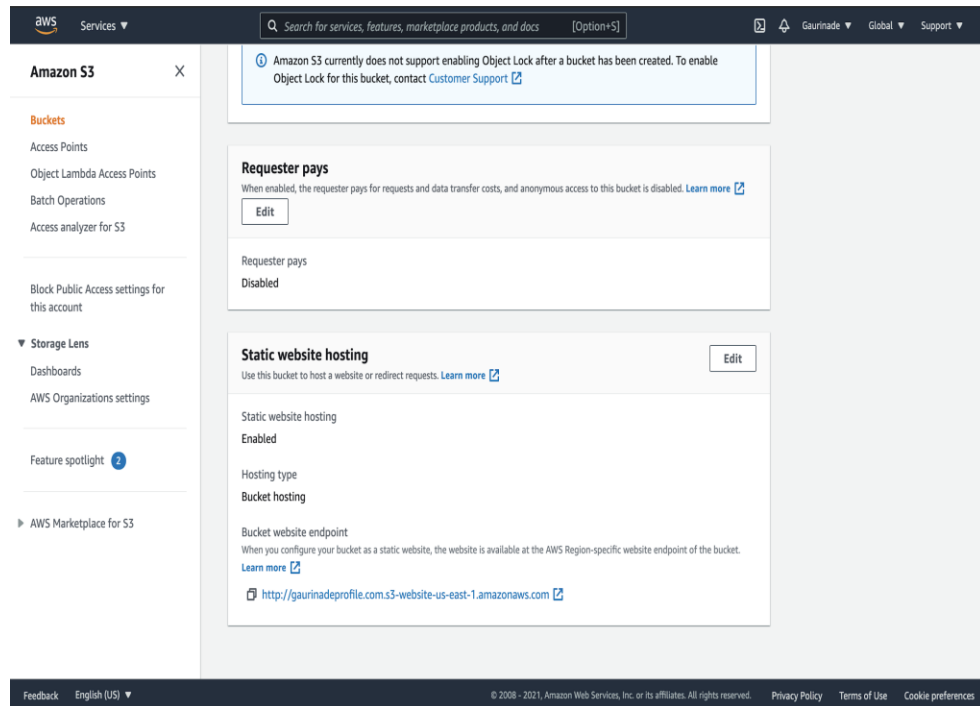 aws
Services ▼
Search for services, features, marketplace products, and docs [Option+S]
Gaurinade ▼
Global ▼
Support ▼
Amazon S3
X
Buckets
Access Points
Object Lambda Access Points
Batch Operations
Access analyzer for S3
Block Public Access settings for
this account
▼ Storage Lens
Dashboards
AWS Organizations settings
Feature spotlight 2
▶ AWS Marketplace for S3
Amazon S3 currently does not support enabling Object Lock after a bucket has been created. To enable
Object Lock for this bucket, contact Customer Support
Requester pays
When enabled, the requester pays for requests and data transfer costs, and anonymous access to this bucket is disabled. Learn more
Edit
Requester pays
Disabled
Static website hosting
Edit
Use this bucket to host a website or redirect requests. Learn more
Static website hosting
Enabled
Hosting type
Bucket hosting
Bucket website endpoint
When you configure your bucket as a static website, the website is available at the AWS Region-specific website endpoint of the bucket.
Learn more
http://gaurinadeprofile.com.s3-website-us-east-1.amazonaws.com
Feedback
English (US) ▼
© 2008 - 2021, Amazon Web Services, Inc. or its affiliates. All rights reserved.
Privacy Policy
Terms of Use
Cookie preferences